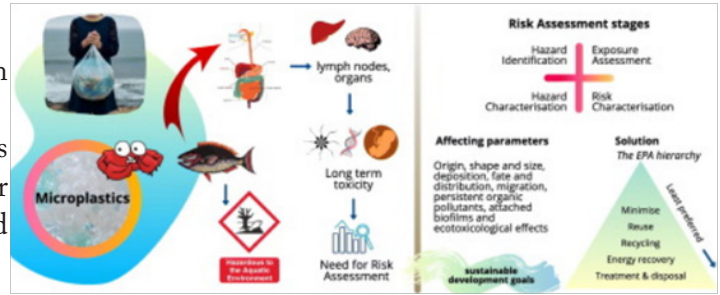 Microplastics
lymph nodes,
organs
Long term
toxicity
Need for Risk
Assessment
Hazardous to
the Aquatic
Environment
Risk Assessment stages
Hazard
Identification
Exposure
Assessment
Hazard
Characterisation
Risk
Characterisation
Affecting parameters
Origin, shape and size,
deposition, fate and
distribution, migration,
persistent organic
pollutants, attached
biofilms and
ecotoxicological effects
sustainable
development goals
Solution
The EPA hierarchy
Least preferred
Minimise
Reuse
Recycling
Energy recovery
Treatment & disposal